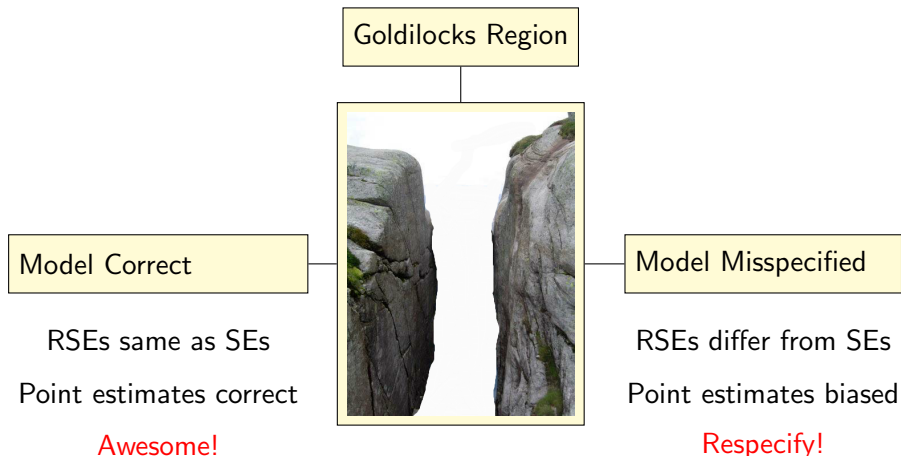 Goldilocks Region
Model Correct
RSEs same as SEs
Point estimates correct
Awesome!
Model Misspecified
RSEs differ from SEs
Point estimates biased
Respecify!